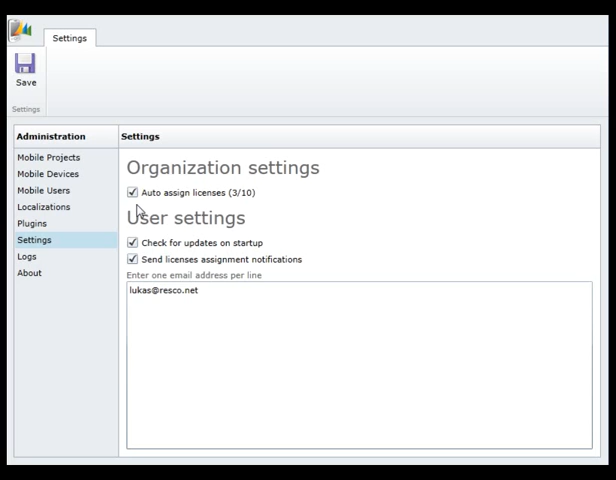 Settings
Save
Settings
Administration
Settings
Mobile Projects
Mobile Devices
Mobile Users
Localizations
Plugins
Settings
Logs
About
Organization settings
Auto assign licenses (3/10)
User settings
Check for updates on startup
Send licenses assignment notifications
Enter one email address per line
lukas@resco.net